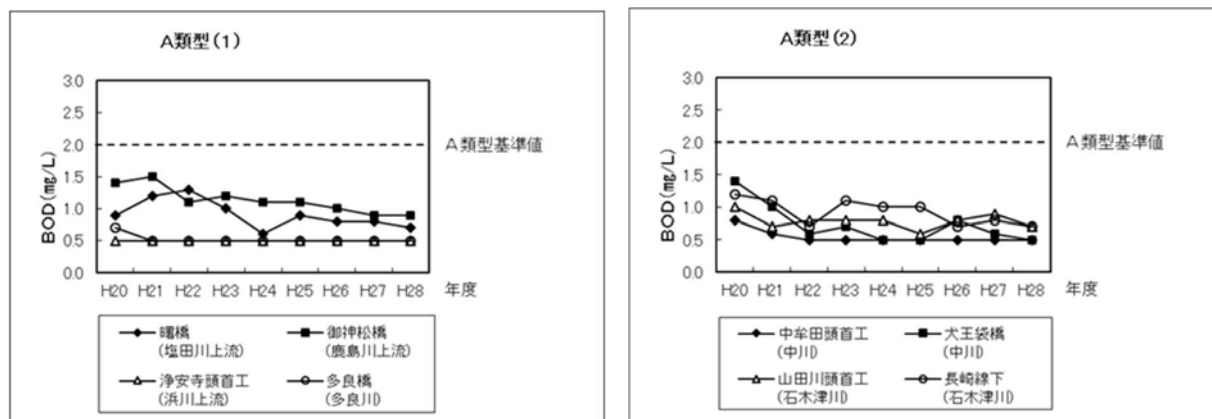 A類型(1)
BOD(mg/L)
3.0
2.5
2.0
1.5
1.0
0.5
0.0
A類型基準値
H20 H21 H22 H23 H24 H25 H26 H27 H28 年度
曙橋
(塩田川上流)
御神松橋
(鹿島川上流)
浄安寺頭首工
(浜川上流)
多良橋
(多良川)
A類型(2)
BOD(mg/L)
3.0
2.5
2.0
1.5
1.0
0.5
0.0
A類型基準値
H20 H21 H22 H23 H24 H25 H26 H27 H28 年度
中牟田頭首工
(中川)
犬王袋橋
(中川)
山田川頭首工
(石木津川)
長崎線下
(石木津川)